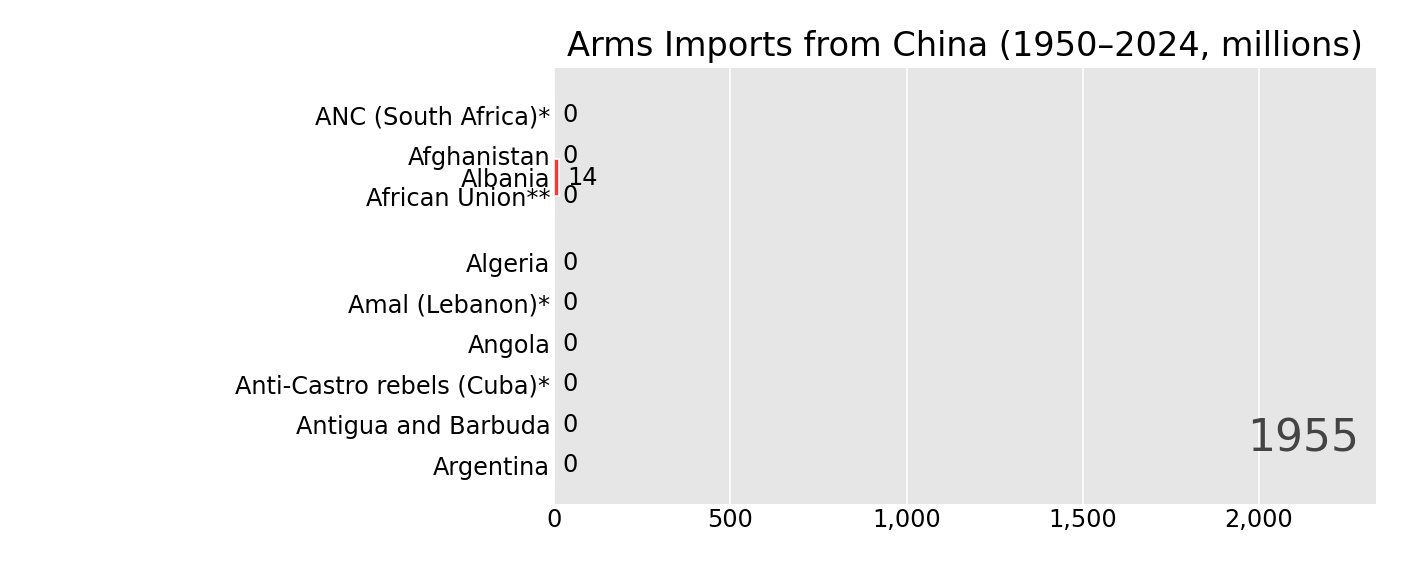 Arms Imports from China (1950–2024, millions)
ANC (South Africa)* 0
Afghanistan 0
Albania 14
African Union** 0
Algeria 0
Amal (Lebanon)* 0
Angola 0
Anti-Castro rebels (Cuba)* 0
Antigua and Barbuda 0
1955
Argentina 0
0 500 1,000 1,500 2,000